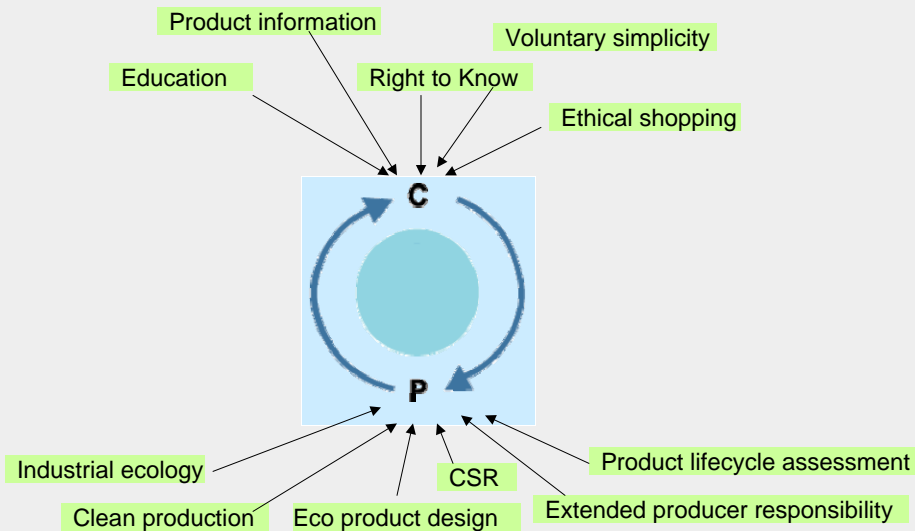 Product information
Voluntary simplicity
Education
Right to Know
Ethical shopping
C
P
Industrial ecology
CSR
Product lifecycle assessment
Clean production
Eco product design
Extended producer responsibility